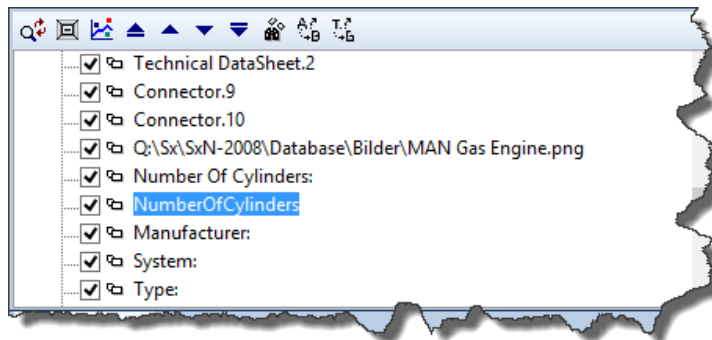 Technical DataSheet.2
Connector.9
Connector.10
Q:\Sx\SxN-2008\Database\Bilder\MAN Gas Engine.png
Number Of Cylinders:
NumberOfCylinders
Manufacturer:
System:
Type: